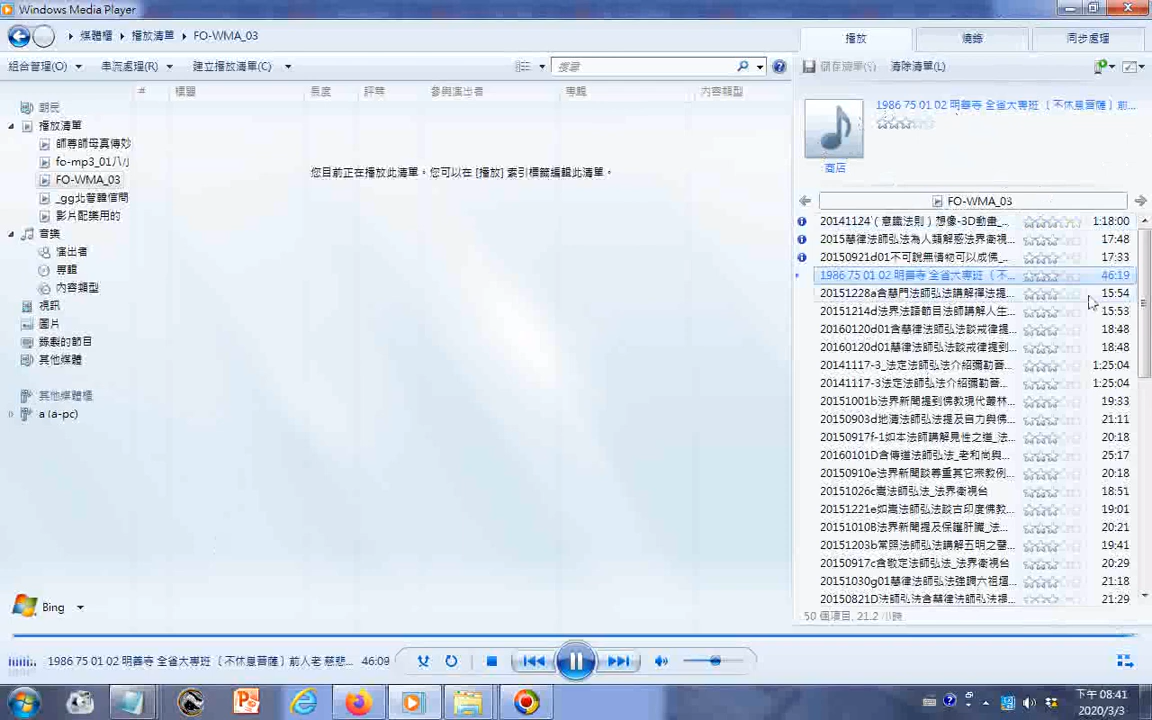 Windows Media Player
媒體櫃 播放清單 FO-WMA_03
播放 燒錄 同步處理
組合管理(O) 串流處理(R) 建立播放清單(C) 搜尋
儲存清單(S) 清除清單(L)
# 標題 長度 評等 參與演出者 專輯 內容類型
播放清單
師尊師母真傳妙
fo-mp3_01八/
FO-WMA_03
影片配樂用的
音樂
演出者
專輯
內容類型
視訊
圖片
錄製的節目
其他媒體
其他媒體櫃
a (a-pc)
您目前正在播放此清單。您可以在 [播放] 索引標籤編輯此清單。
1986 75 01 02 明善寺 全省大專班 〔不休息菩薩〕前人...
商店
FO-WMA_03
20141124'( 意識法則 ) 想像-3D動畫_... 1:18:00
2015慧律法師弘法為人類解惑法界衛視... 17:48
20150921d01不可說無情物可以成佛_... 17:33
1986 75 01 02 明善寺 全省大專班 〔不... 46:19
20151228a含慧門法師弘法講解禪法提... 15:54
20151214d法界法語節目法師講解人生... 15:53
20160120d01含慧律法師弘法談戒律提... 18:48
20160120d01慧律法師弘法談戒律提到... 18:48
20141117-3_法定法師弘法介紹彌勒菩... 1:25:04
20141117-3法定法師弘法介紹彌勒菩... 1:25:04
20151001b法界新聞提到佛教現代叢林... 19:33
20150903d地清法師弘法提及自力與佛... 21:11
20150917f-1如本法師講解見性之道_法... 20:18
20160101D含傳道法師弘法_老和尚與... 25:17
20150910e法界新聞談尊重其它宗教例... 20:18
20151026c嵩法師弘法_法界衛視台 18:51
20151221e如嵩法師弘法談古印度佛教... 19:01
20151010B法界新聞提及保護肝臟_法... 20:21
20151203b常照法師弘法講解五明之聲... 19:41
20150917c含敬定法師弘法_法界衛視台 20:29
20151030g01慧律法師弘法強調六祖壇... 21:18
20150821D法師弘法含慧律法師弘法提... 21:29
50 個項目, 21.2 小時
Bing
1986 75 01 02 明善寺 全省大專班 〔不休息菩薩〕前人老 慈悲... 46:09
下午 08:41
2020/3/3